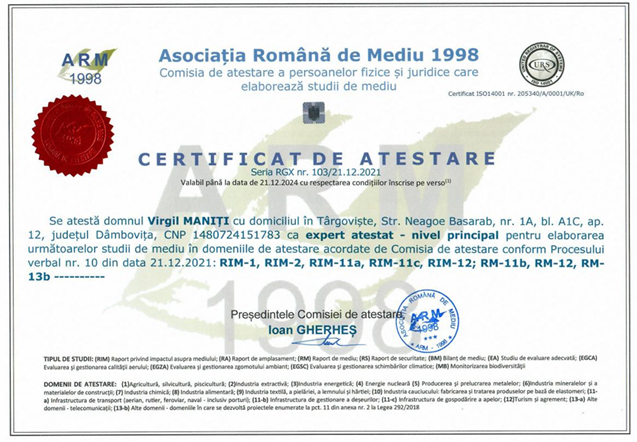 ARM
1998
Asociația Română de Mediu 1998
Comisia de atestare a persoanelor fizice și juridice care
elaborează studii de mediu
URS
ISO 14001
Certificat ISO14001 nr. 205340/A/0001/UK/Ro
CERTIFICAT DE ATESTARE
Seria RGX nr. 103/21.12.2021
Valabil până la data de 21.12.2024 cu respectarea condițiilor înscrise pe verso(1)
Se atestă domnul Virgil MANIȚI cu domiciliul în Târgoviște, Str. Neagoe Basarab, nr. 1A, bl. A1C, ap.
12, județul Dâmbovița, CNP 1480724151783 ca expert atestat - nivel principal pentru elaborarea
următoarelor studii de mediu în domeniile de atestare acordate de Comisia de atestare conform Procesului
verbal nr. 10 din data 21.12.2021: RIM-1, RIM-2, RIM-11a, RIM-11c, RIM-12; RM-11b, RM-12, RM-
13b ----------
ARM
1998
Președintele Comisiei de atestare,
Ioan GHERHEȘ
ASOCIAȚIA ROMÂNĂ DE MEDIU
ARM
1998
ARM - 1998
TIPUL DE STUDII: (RIM) Raport privind impactul asupra mediului; (RA) Raport de amplasament; (RM) Raport de mediu; (RS) Raport de securitate; (BM) Bilanț de mediu; (EA) Studiu de evaluare adecvată; (EGCA)
Evaluarea și gestionarea calității aerului; (EGZA) Evaluarea și gestionarea zgomotului ambiant; (EGSC) Evaluarea și gestionarea schimbărilor climatice; (MB) Monitorizarea biodiversității
DOMENII DE ATESTARE: (1)Agricultură, silvicultură, piscicultură; (2)Industria extractivă; (3)Industria energetică; (4) Energie nucleară (5) Producerea și prelucrarea metalelor; (6)Industria mineralelor și a
materialelor de construcții; (7) Industria chimică; (8) Industria alimentară; (9) Industria textilă, a pielăriei, a lemnului și hârtiei; (10) Industria cauciucului: fabricarea și tratarea produselor pe bază de elastomeri; (11-
a) Infrastructura de transport (aerian, rutier, feroviar, naval - inclusiv porturi); (11-b) Infrastructura de gestionare a deșeurilor; (11-c) Infrastructura de gospodărire a apelor; (12)Turism și agrement; (13-a) Alte
domenii - telecomunicații; (13-b) Alte domenii - domeniile în care se dezvoltă proiectele enumerate la pct. 11 din anexa nr. 2 la Legea 292/2018